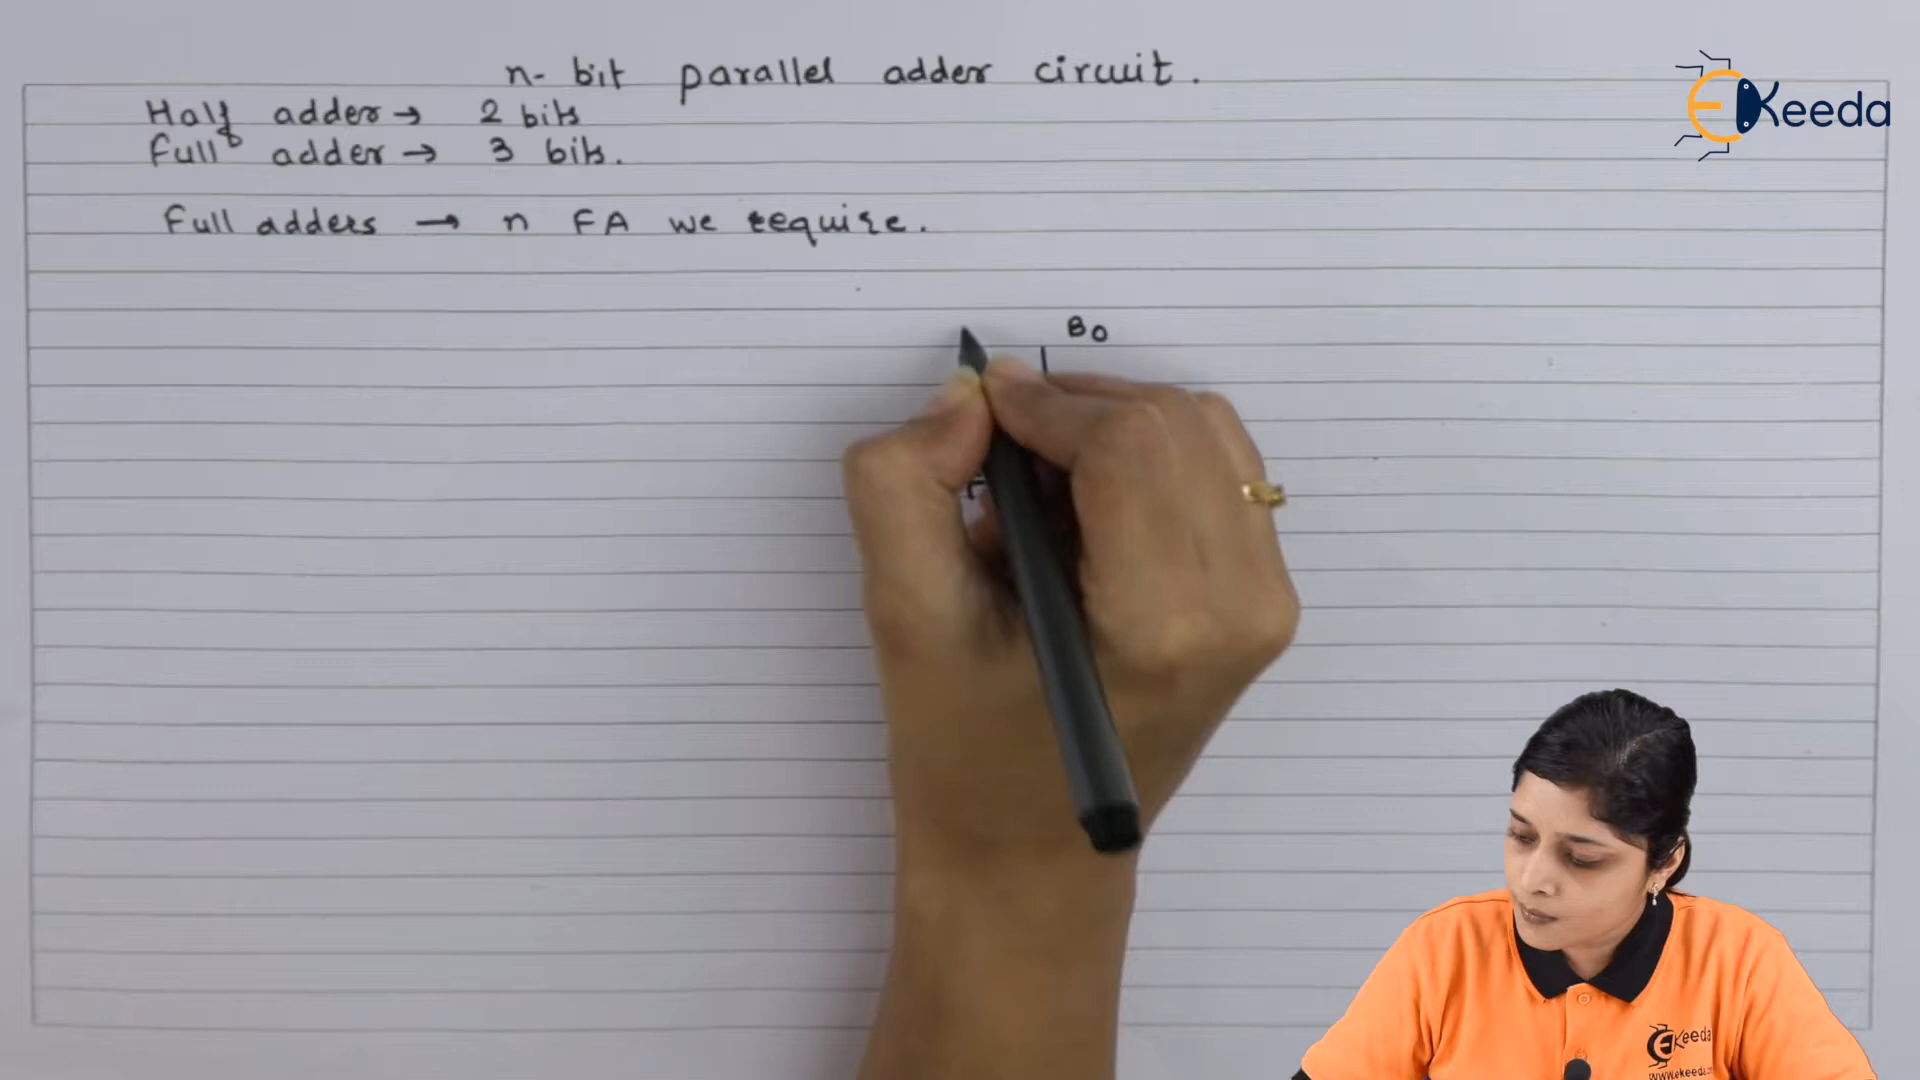 n- bit parallel adder circuit.
Half adder → 2 bits
Full adder → 3 bits.
Full adders → n FA we require.
B0
F
EKeeda
EKeeda